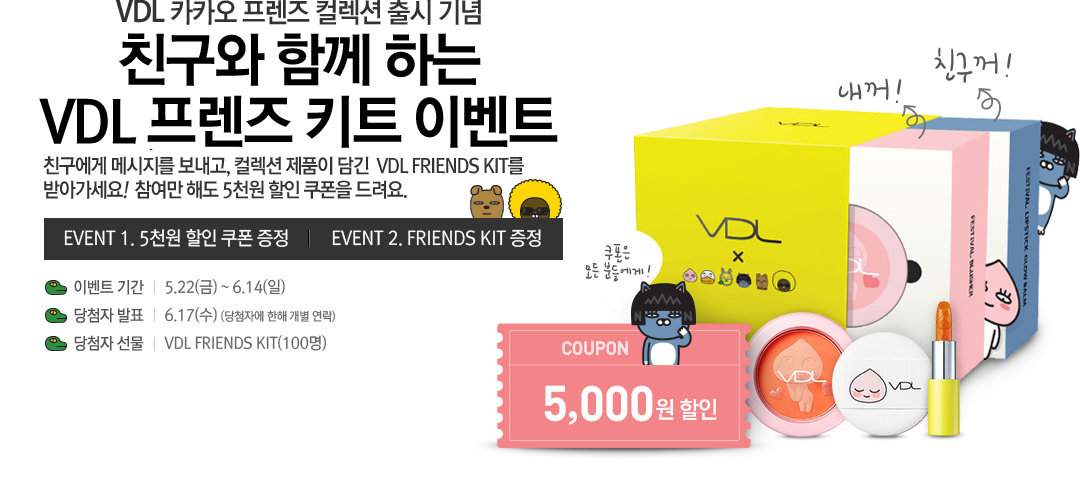 VDL 카카오 프렌즈 컬렉션 출시 기념
친구와 함께 하는
VDL 프렌즈 키트 이벤트
친구에게 메시지를 보내고, 컬렉션 제품이 담긴 VDL FRIENDS KIT를
받아가세요! 참여만 해도 5천원 할인 쿠폰을 드려요.
EVENT 1. 5천원 할인 쿠폰 증정 | EVENT 2. FRIENDS KIT 증정
이벤트 기간 | 5.22(금) ~ 6.14(일)
당첨자 발표 | 6.17(수) (당첨자에 한해 개별 연락)
당첨자 선물 | VDL FRIENDS KIT(100명)
친구꺼!
내꺼!
VDL
VDL
×
쿠폰은
모든 분들에게!
VDL
FESTIVAL BLUSHER
FESTIVAL LIPSTICK GLOW BALM
COUPON
5,000원 할인
VDL
VDL